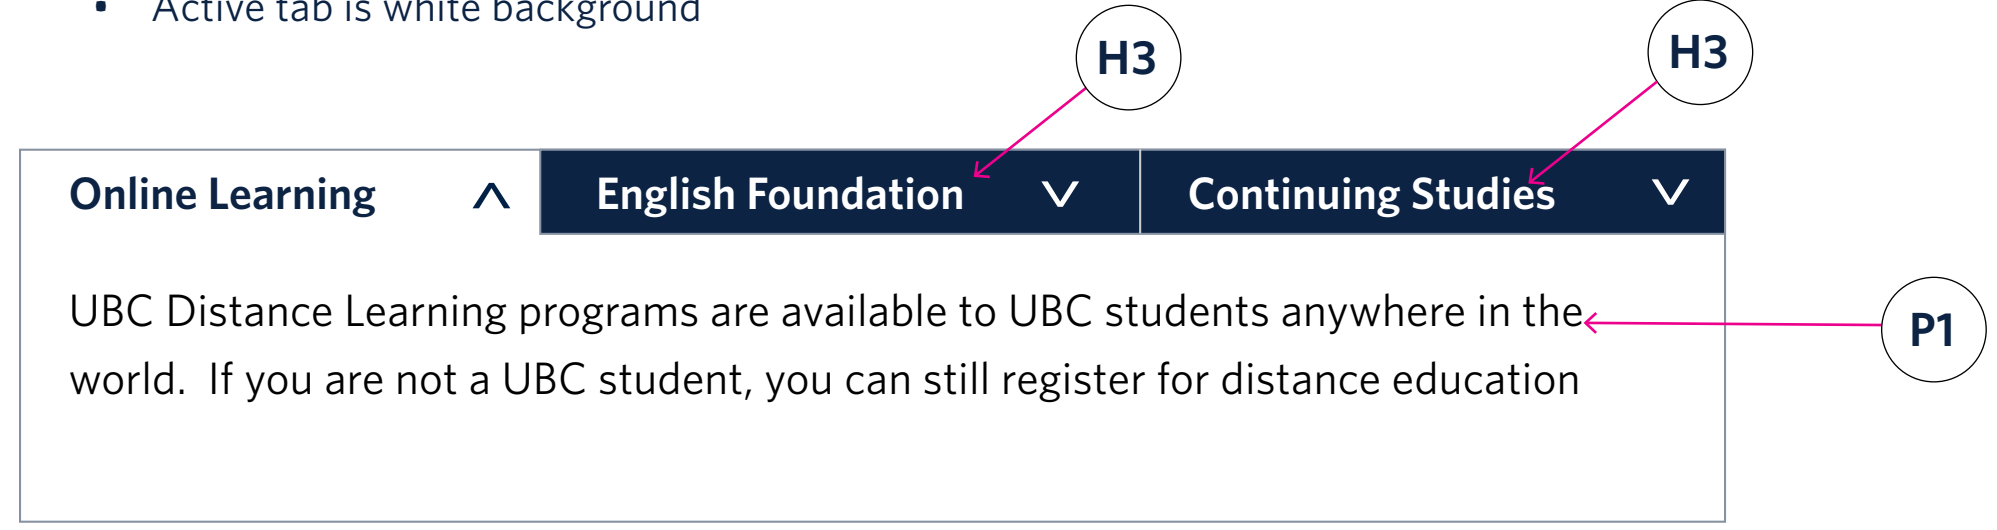 • Active tab is white background
H3
H3
Online Learning
English Foundation
Continuing Studies
UBC Distance Learning programs are available to UBC students anywhere in the
world.  If you are not a UBC student, you can still register for distance education
P1